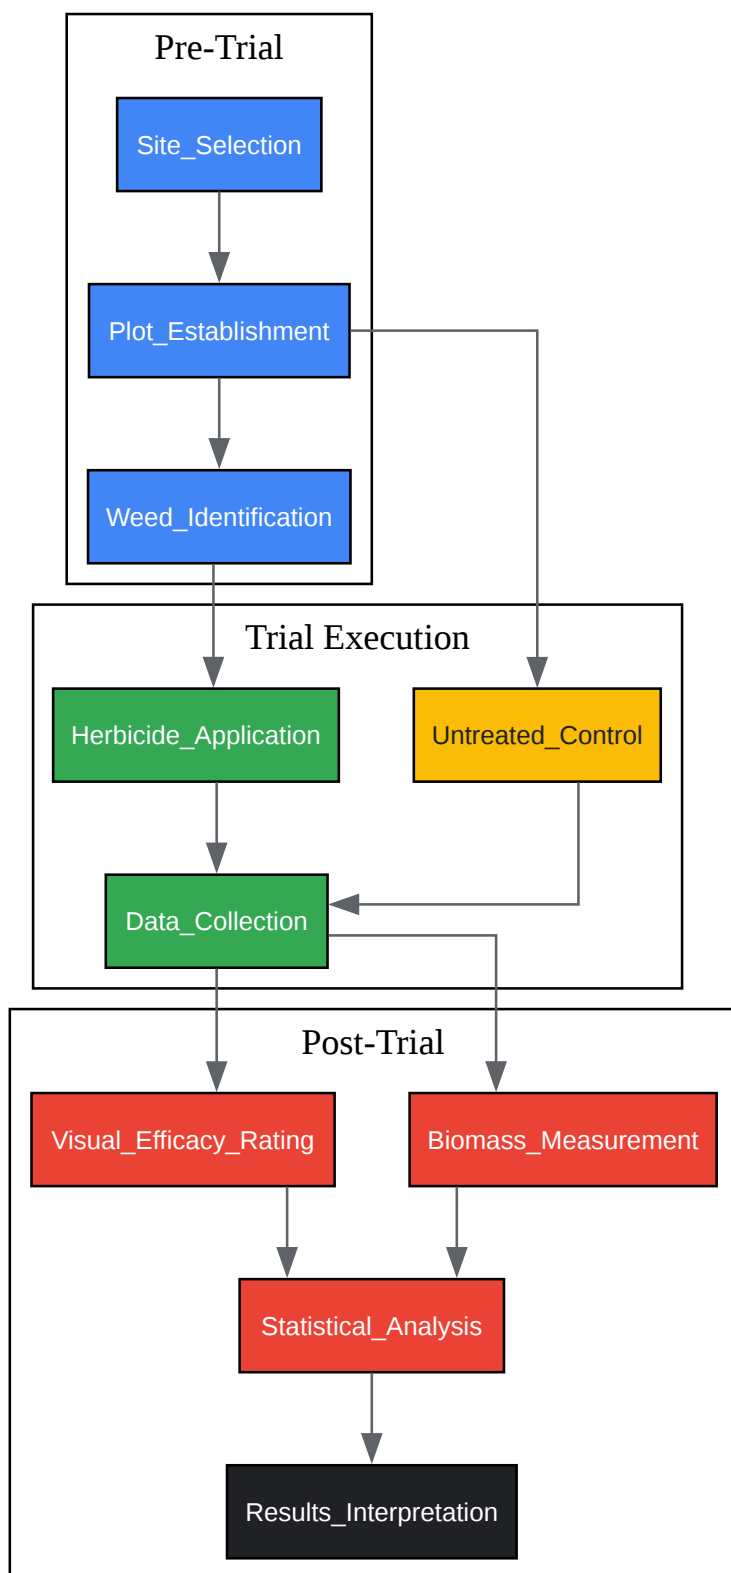 Pre-Trial
Site_Selection
Plot_Establishment
Weed_Identification
Trial Execution
Herbicide_Application
Untreated_Control
Data_Collection
Post-Trial
Visual_Efficacy_Rating
Biomass_Measurement
Statistical_Analysis
Results_Interpretation